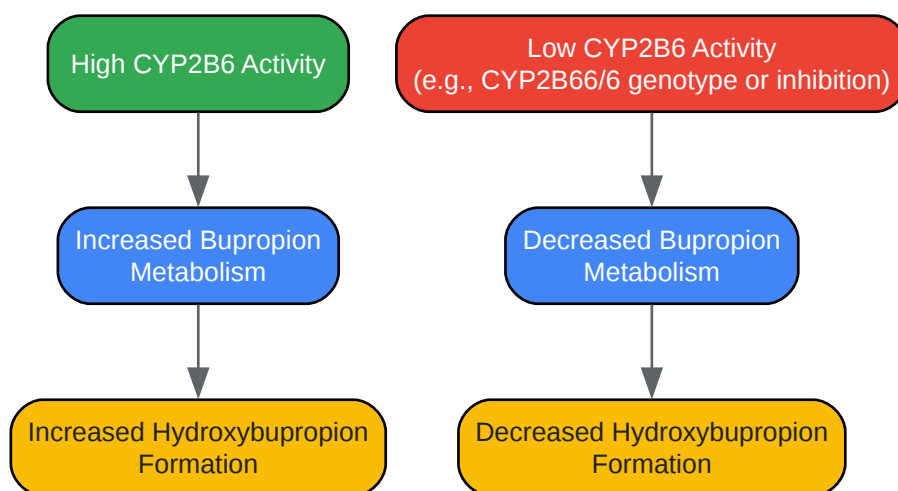 High CYP2B6 Activity
Low CYP2B6 Activity
(e.g., CYP2B66/6 genotype or inhibition)
Increased Bupropion
Metabolism
Decreased Bupropion
Metabolism
Increased Hydroxybupropion
Formation
Decreased Hydroxybupropion
Formation